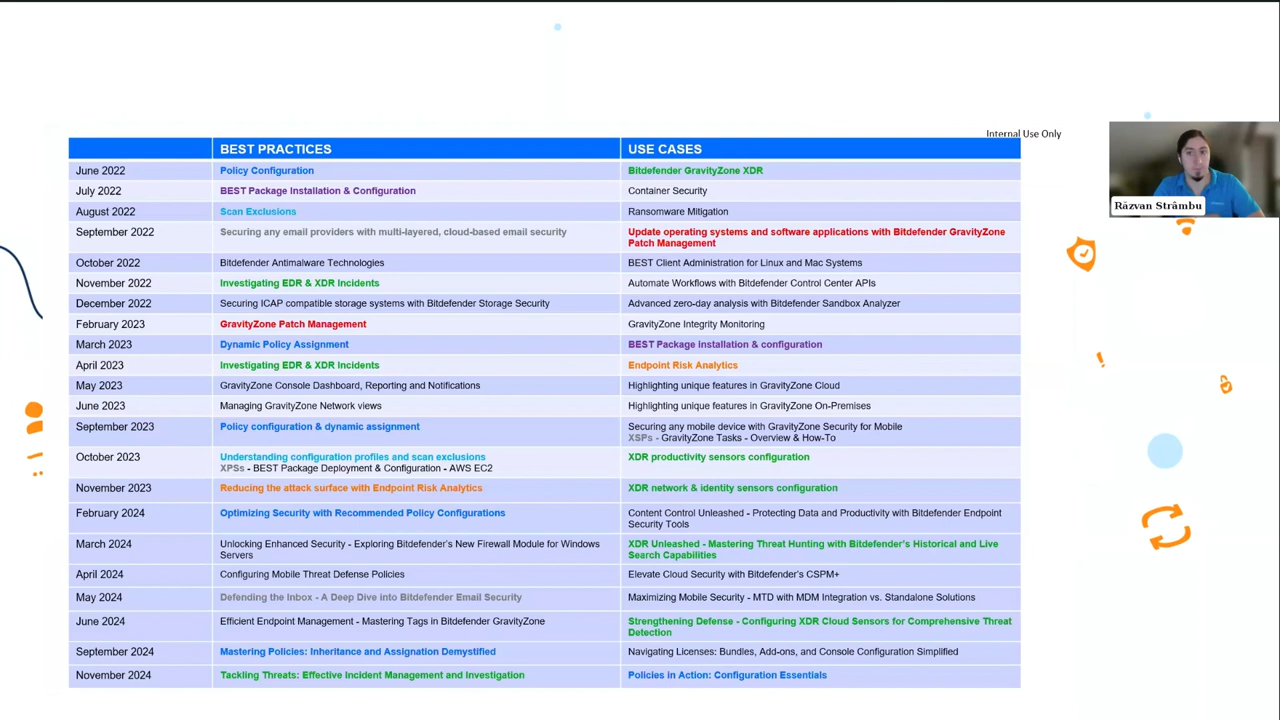 Internal Use Only
BEST PRACTICES
USE CASES
June 2022
Policy Configuration
Bitdefender GravityZone XDR
July 2022
BEST Package Installation & Configuration
Container Security
August 2022
Scan Exclusions
Ransomware Mitigation
September 2022
Securing any email providers with multi-layered, cloud-based email security
Update operating systems and software applications with Bitdefender GravityZone
Patch Management
October 2022
Bitdefender Antimalware Technologies
BEST Client Administration for Linux and Mac Systems
November 2022
Investigating EDR & XDR Incidents
Automate Workflows with Bitdefender Control Center APIs
December 2022
Securing ICAP compatible storage systems with Bitdefender Storage Security
Advanced zero-day analysis with Bitdefender Sandbox Analyzer
February 2023
GravityZone Patch Management
GravityZone Integrity Monitoring
March 2023
Dynamic Policy Assignment
BEST Package Installation & configuration
April 2023
Investigating EDR & XDR Incidents
Endpoint Risk Analytics
May 2023
GravityZone Console Dashboard, Reporting and Notifications
Highlighting unique features in GravityZone Cloud
June 2023
Managing GravityZone Network views
Highlighting unique features in GravityZone On-Premises
September 2023
Policy configuration & dynamic assignment
Securing any mobile device with GravityZone Security for Mobile
XSPs - GravityZone Tasks - Overview & How-To
October 2023
Understanding configuration profiles and scan exclusions
XPSs - BEST Package Deployment & Configuration - AWS EC2
XDR productivity sensors configuration
November 2023
Reducing the attack surface with Endpoint Risk Analytics
XDR network & identity sensors configuration
February 2024
Optimizing Security with Recommended Policy Configurations
Content Control Unleashed - Protecting Data and Productivity with Bitdefender Endpoint
Security Tools
March 2024
Unlocking Enhanced Security - Exploring Bitdefender's New Firewall Module for Windows
Servers
XDR Unleashed - Mastering Threat Hunting with Bitdefender's Historical and Live
Search Capabilities
April 2024
Configuring Mobile Threat Defense Policies
Elevate Cloud Security with Bitdefender's CSPM+
May 2024
Defending the Inbox - A Deep Dive into Bitdefender Email Security
Maximizing Mobile Security - MTD with MDM Integration vs. Standalone Solutions
June 2024
Efficient Endpoint Management - Mastering Tags in Bitdefender GravityZone
Strengthening Defense - Configuring XDR Cloud Sensors for Comprehensive Threat
Detection
September 2024
Mastering Policies: Inheritance and Assignation Demystified
Navigating Licenses: Bundles, Add-ons, and Console Configuration Simplified
November 2024
Tackling Threats: Effective Incident Management and Investigation
Policies in Action: Configuration Essentials
Răzvan Strâmbu